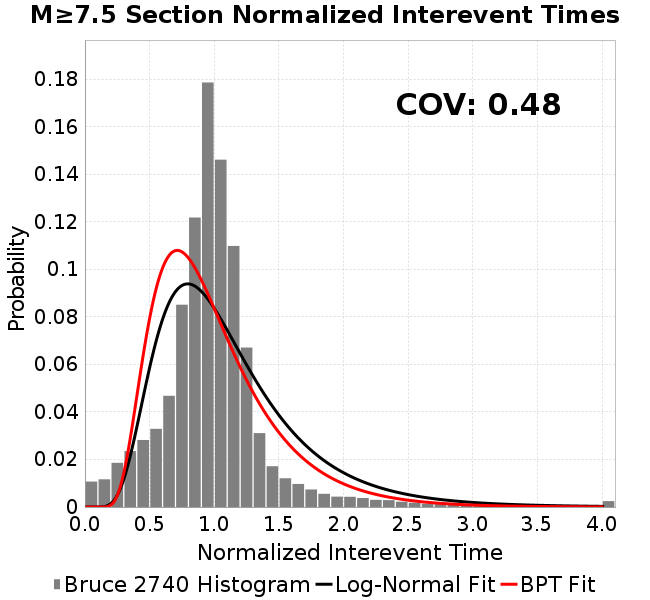 M≥7.5 Section Normalized Interevent Times
COV: 0.48
Probability
0.18
0.16
0.14
0.12
0.1
0.08
0.06
0.04
0.02
0
0.0 0.5 1.0 1.5 2.0 2.5 3.0 3.5 4.0
Normalized Interevent Time
Bruce 2740 Histogram Log-Normal Fit BPT Fit